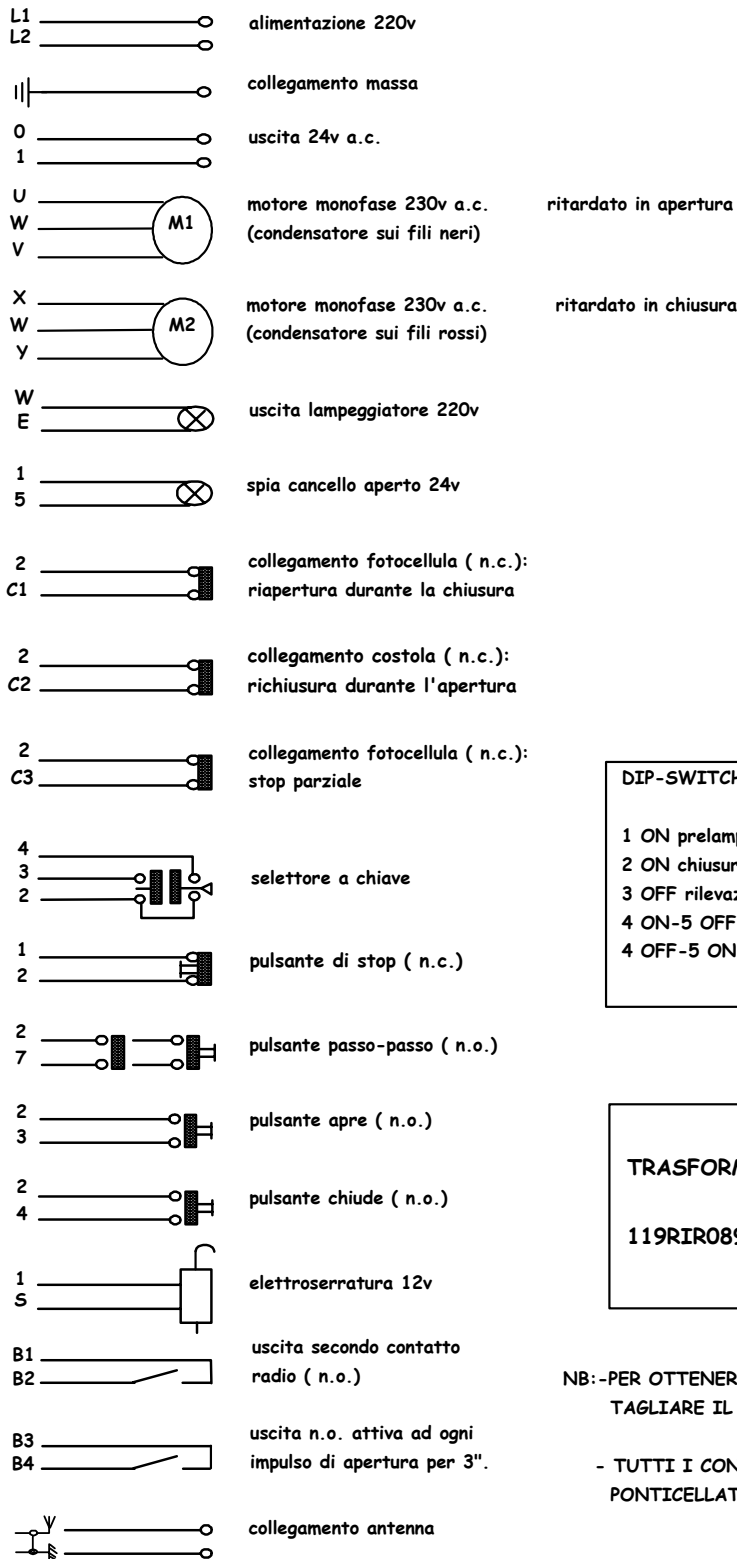 L1
L2
alimentazione 220v
collegamento massa
0
1
uscita 24v a.c.
U
W
V
M1
motore monofase 230v a.c.
(condensatore sui fili neri)
ritardato in apertura
X
W
Y
M2
motore monofase 230v a.c.
(condensatore sui fili rossi)
ritardato in chiusura
W
E
uscita lampeggiatore 220v
1
5
spia cancello aperto 24v
2
C1
collegamento fotocellula ( n.c.):
riapertura durante la chiusura
2
C2
collegamento costola ( n.c.):
richiusura durante l'apertura
2
C3
collegamento fotocellula ( n.c.):
stop parziale
4
3
2
selettore a chiave
1
2
pulsante di stop ( n.c.)
2
7
pulsante passo-passo ( n.o.)
2
3
pulsante apre ( n.o.)
2
4
pulsante chiude ( n.o.)
1
S
elettroserratura 12v
B1
B2
uscita secondo contatto
radio ( n.o.)
B3
B4
uscita n.o. attiva ad ogni
impulso di apertura per 3".
collegamento antenna
DIP-SWITCH
1 ON prelamp
2 ON chiusur
3 OFF rilevaz
4 ON-5 OFF
4 OFF-5 ON
TRASFOR
119RIR089
NB:-PER OTTENER
TAGLIARE IL
- TUTTI I CON
PONTICELLAT